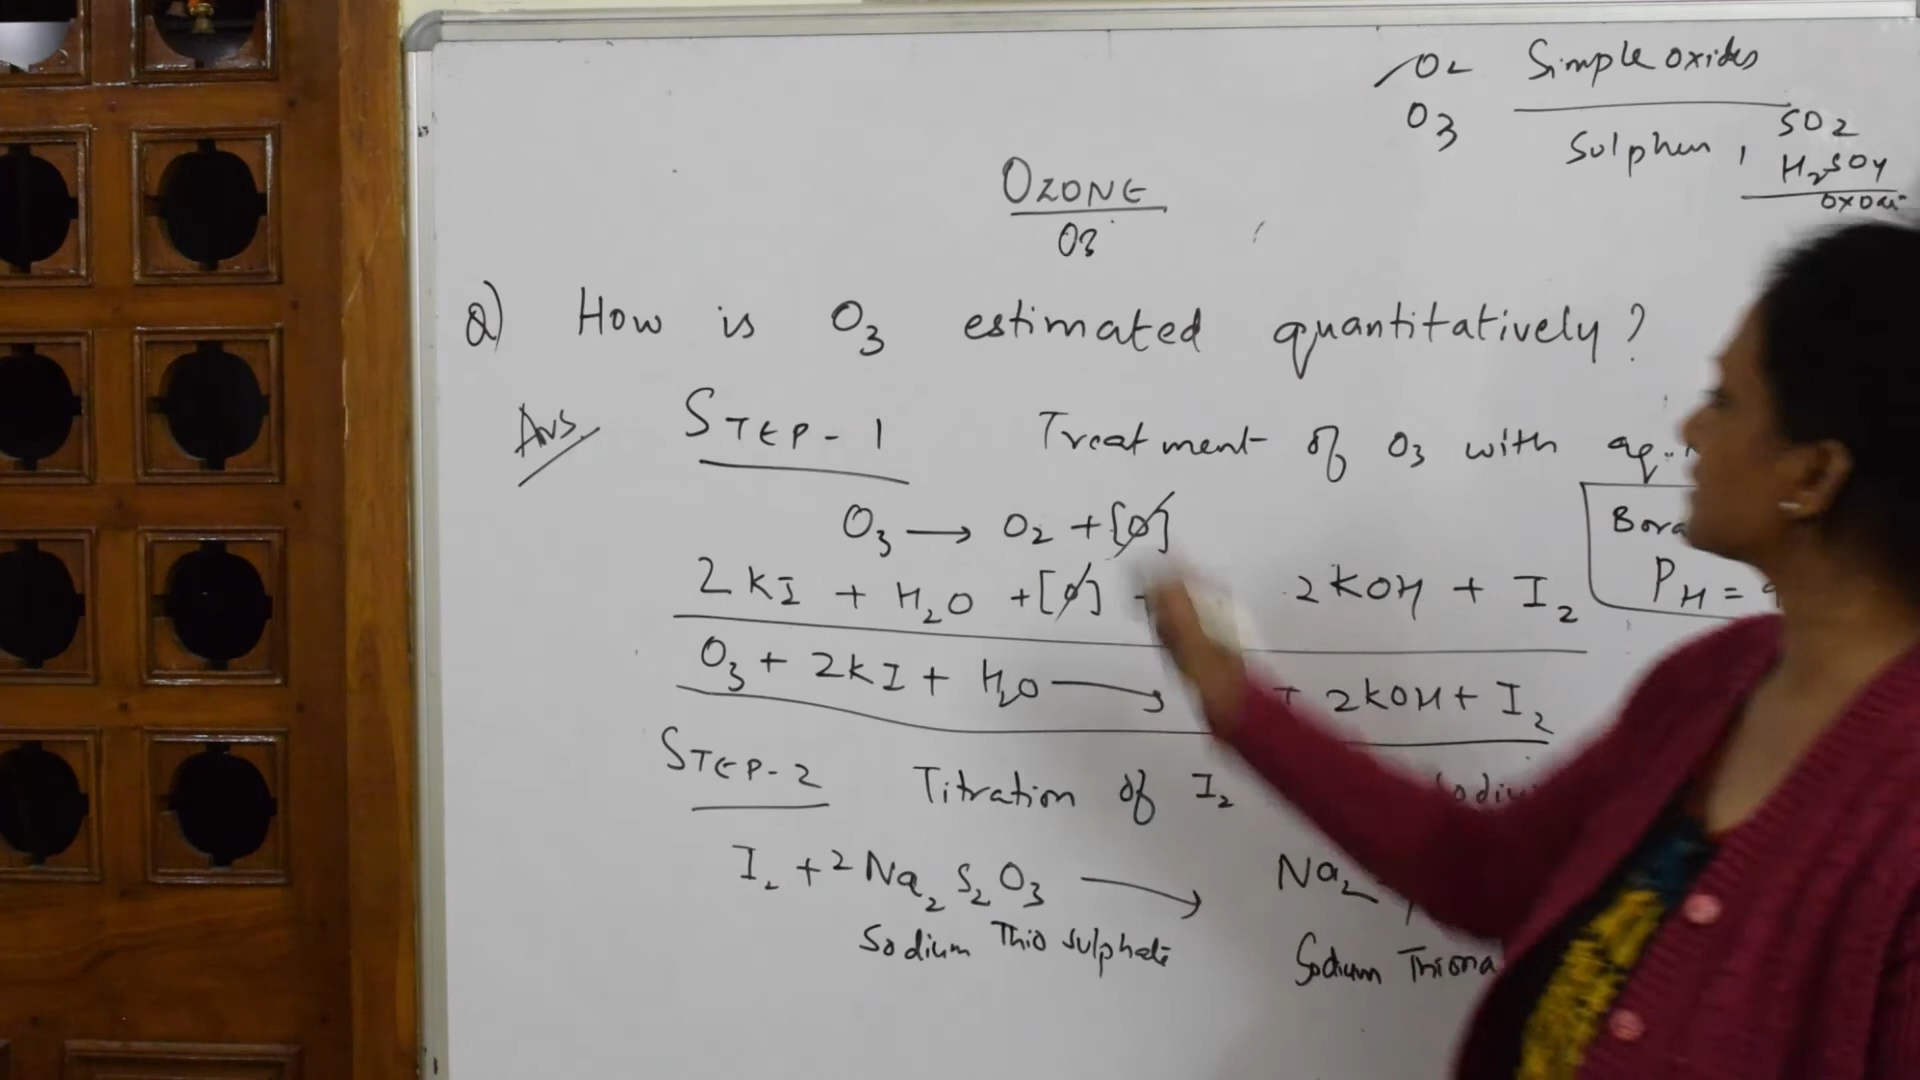 O2 Simple oxides
O3 Sulphur, SO2
H2SO4
OZONE
O3
Q) How is O3 estimated quantitatively?
Ans STEP-1 Treatment of O3 with aq.
O3 → O2 + [O]
2KI + H2O + [O] 2KOH + I2
PH =
O3 + 2KI + H2O → + 2KOH + I2
STEP-2 Titration of I2
I2 + 2Na2S2O3 → Na2
Sodium Thio sulphate Sodium